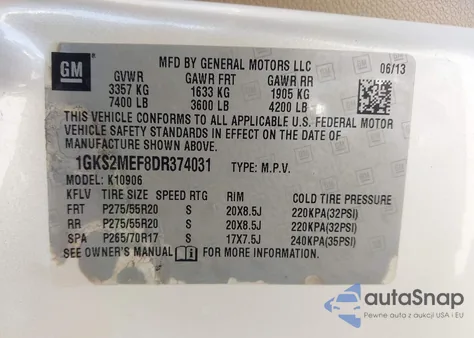 GM
MFD BY GENERAL MOTORS LLC 06/13
GVWR GAWR FRT GAWR RR
3357 KG 1633 KG 1905 KG
7400 LB 3600 LB 4200 LB
THIS VEHICLE CONFORMS TO ALL APPLICABLE U.S. FEDERAL MOTOR
VEHICLE SAFETY STANDARDS IN EFFECT ON THE DATE OF
MANUFACTURE SHOWN ABOVE.
1GKS2MEF8DR374031 TYPE: M.P.V.
MODEL: K10906
KFLV TIRE SIZE SPEED RTG RIM COLD TIRE PRESSURE
FRT P275/55R20 S 20X8.5J 220KPA(32PSI)
RR P275/55R20 S 20X8.5J 220KPA(32PSI)
SPA P265/70R17 S 17X7.5J 240KPA(35PSI)
SEE OWNER'S MANUAL FOR MORE INFORMATION.
autoSnap
Pewne auta z aukcji USA i EU